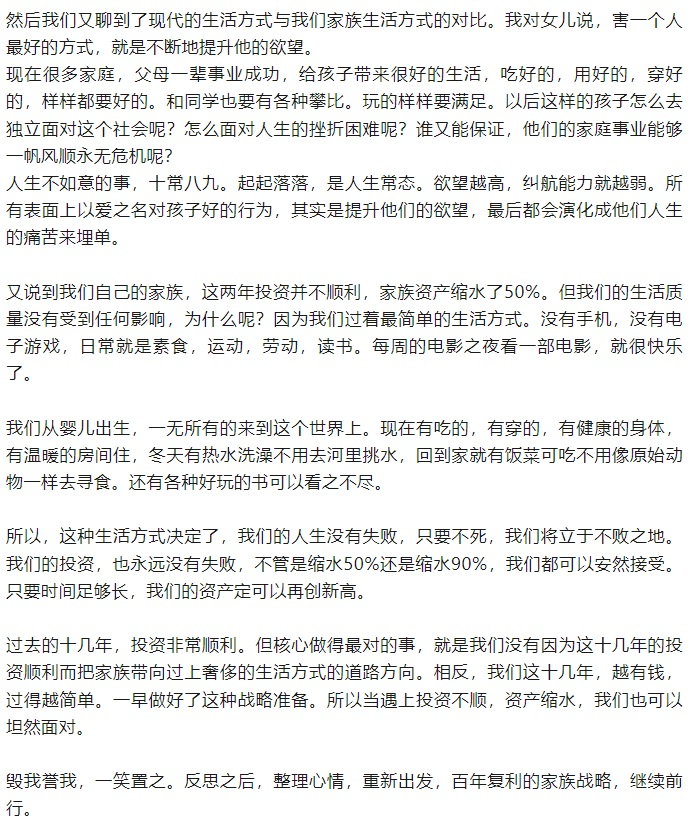 然后我们又聊到了现代的生活方式与我们家族生活方式的对比。我对女儿说，害一个人
最好的方式，就是不断地提升他的欲望。
现在很多家庭，父母一辈事业成功，给孩子带来很好的生活，吃好的，用好的，穿好
的，样样都要好的。和同学也要有各种攀比。玩的样样要满足。以后这样的孩子怎么去
独立面对这个社会呢？怎么面对人生的挫折困难呢？谁又能保证，他们的家庭事业能够
一帆风顺永无危机呢？
人生不如意的事，十常八九。起起落落，是人生常态。欲望越高，纠航能力就越弱。所
有表面上以爱之名对孩子好的行为，其实是提升他们的欲望，最后都会演化成他们人生
的痛苦来埋单。
又说到我们自己的家族，这两年投资并不顺利，家族资产缩水了50%。但我们的生活质
量没有受到任何影响，为什么呢？因为我们过着最简单的生活方式。没有手机，没有电
子游戏，日常就是素食，运动，劳动，读书。每周的电影之夜看一部电影，就很快乐
了。
我们从婴儿出生，一无所有的来到这个世界上。现在有吃的，有穿的，有健康的身体，
有温暖的房间住，冬天有热水洗澡不用去河里挑水，回到家就有饭菜可吃不用像原始动
物一样去寻食。还有各种好玩的书可以看之不尽。
所以，这种生活方式决定了，我们的人生没有失败，只要不死，我们将立于不败之地。
我们的投资，也永远没有失败，不管是缩水50%还是缩水90%，我们都可以安然接受。
只要时间足够长，我们的资产定可以再创新高。
过去的十几年，投资非常顺利。但核心做得最对的事，就是我们没有因为这十几年的投
资顺利而把家族带向过上奢侈的生活方式的道路方向。相反，我们这十几年，越有钱，
过得越简单。一早做好了这种战略准备。所以当遇上投资不顺，资产缩水，我们也可以
坦然面对。
毁我誉我，一笑置之。反思之后，整理心情，重新出发，百年复利的家族战略，继续前
行。